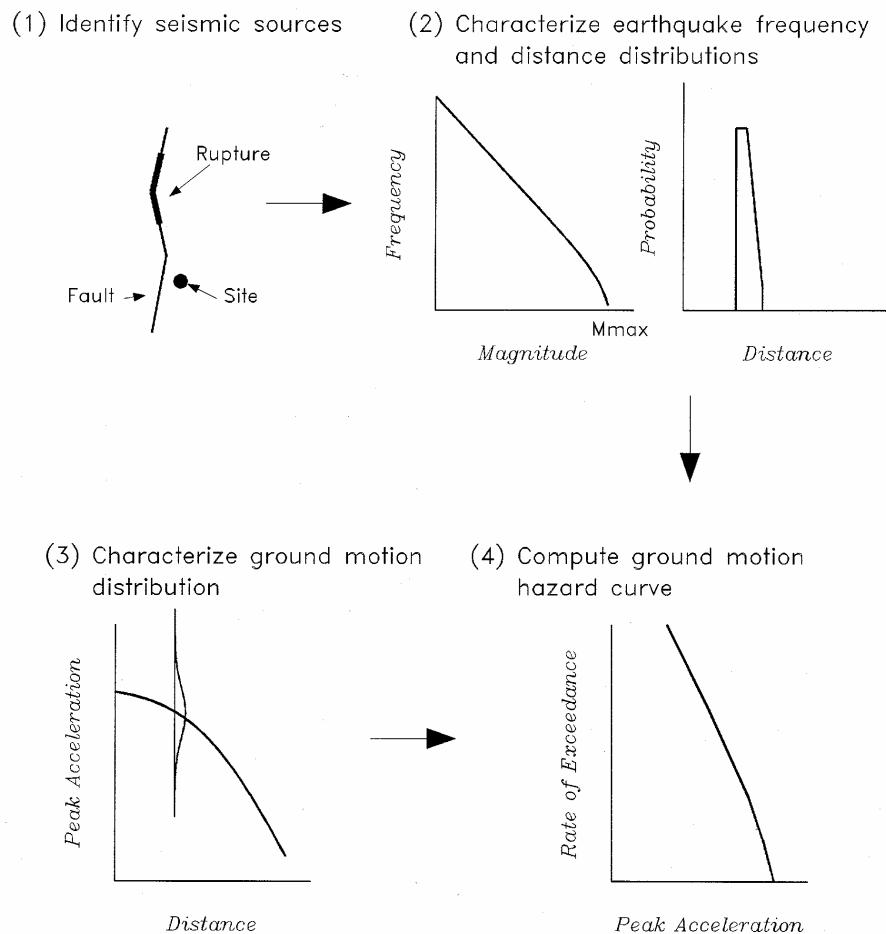 (1) Identify seismic sources
Rupture
Fault
Site
(2) Characterize earthquake frequency
and distance distributions
Frequency
Mmax
Magnitude
Probability
Distance
(3) Characterize ground motion
distribution
Peak Acceleration
Distance
(4) Compute ground motion
hazard curve
Rate of Exceedance
Peak Acceleration